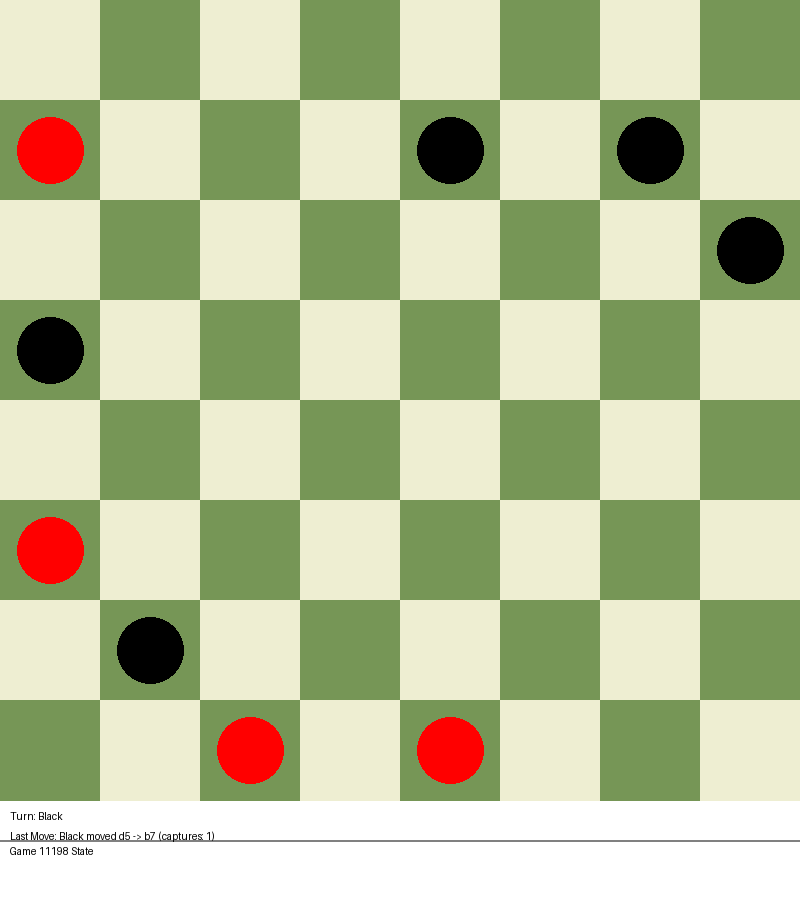 Turn: Black
Last Move: Black moved d5 -> b7 (captures: 1)
Game 11198 State